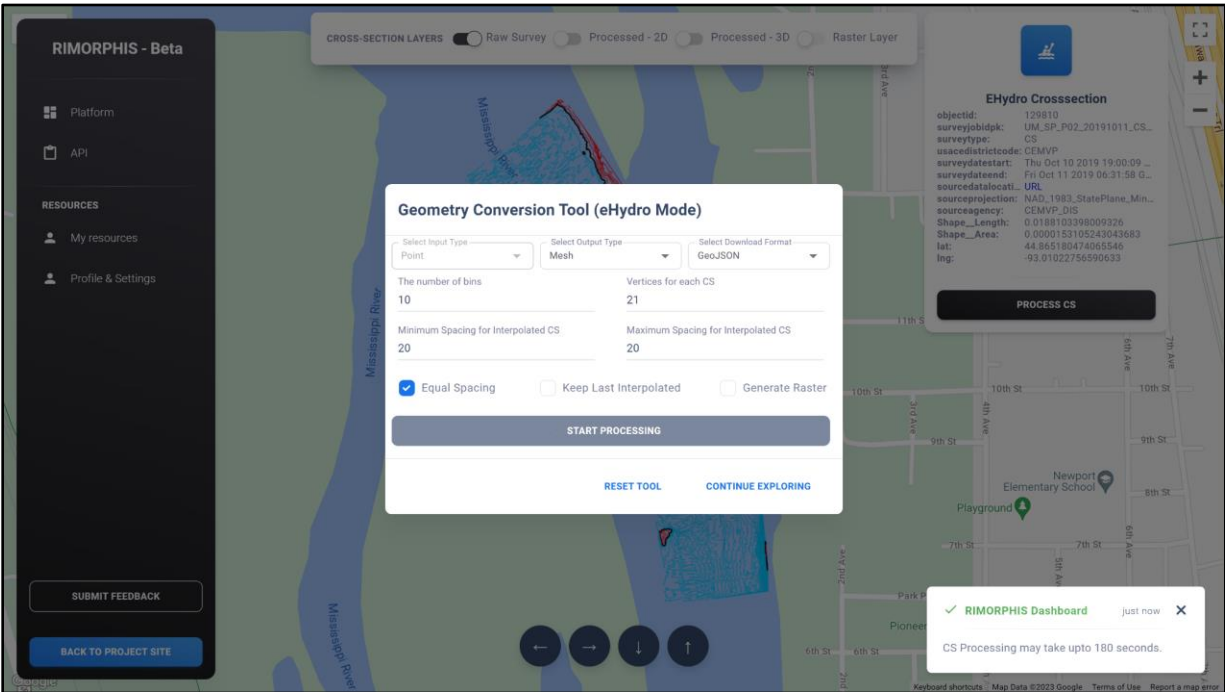 RIMORPHIS - Beta
Platform
API
RESOURCES
My resources
Profile & Settings
SUBMIT FEEDBACK
BACK TO PROJECT SITE
CROSS-SECTION LAYERS Raw Survey Processed - 2D Processed - 3D Raster Layer
EHydro Crosssection
objectid: 129810
surveyjobidpk: UM_SP_P02_20191011_CS...
surveytype: CS
usacedistrictcode: CEMVP
surveydatestart: Thu Oct 10 2019 19:00:09 ...
surveydateend: Fri Oct 11 2019 06:31:58 G...
sourcedatalocati... URL
sourceprojection: NAD_1983_StatePlane_Min...
sourceagency: CEMVP_DIS
Shape__Length: 0.0188103398009326
Shape__Area: 0.0000153105243043683
lat: 44.865180474065546
lng: -93.01022756590633
PROCESS CS
Geometry Conversion Tool (eHydro Mode)
Select Input Type Select Output Type Select Download Format
Point Mesh GeoJSON
The number of bins Vertices for each CS
10 21
Minimum Spacing for Interpolated CS Maximum Spacing for Interpolated CS
20 20
Equal Spacing Keep Last Interpolated Generate Raster
START PROCESSING
RESET TOOL CONTINUE EXPLORING
RIMORPHIS Dashboard just now
CS Processing may take upto 180 seconds.
Mississippi River
Mississippi River
Mississippi River
3rd Ave
11th S
6th Ave
7th Ave
10th St
10th St
10th St
3rd Ave
4th Ave
9th St
9th St
Newport
Elementary School
8th St
Playground
6th Ave
7th St
7th St
2nd Ave
5th Av
Park P
Pioneer
6th St
6th St
2nd
Google
Keyboard shortcuts Map Data ©2023 Google Terms of Use Report a map error